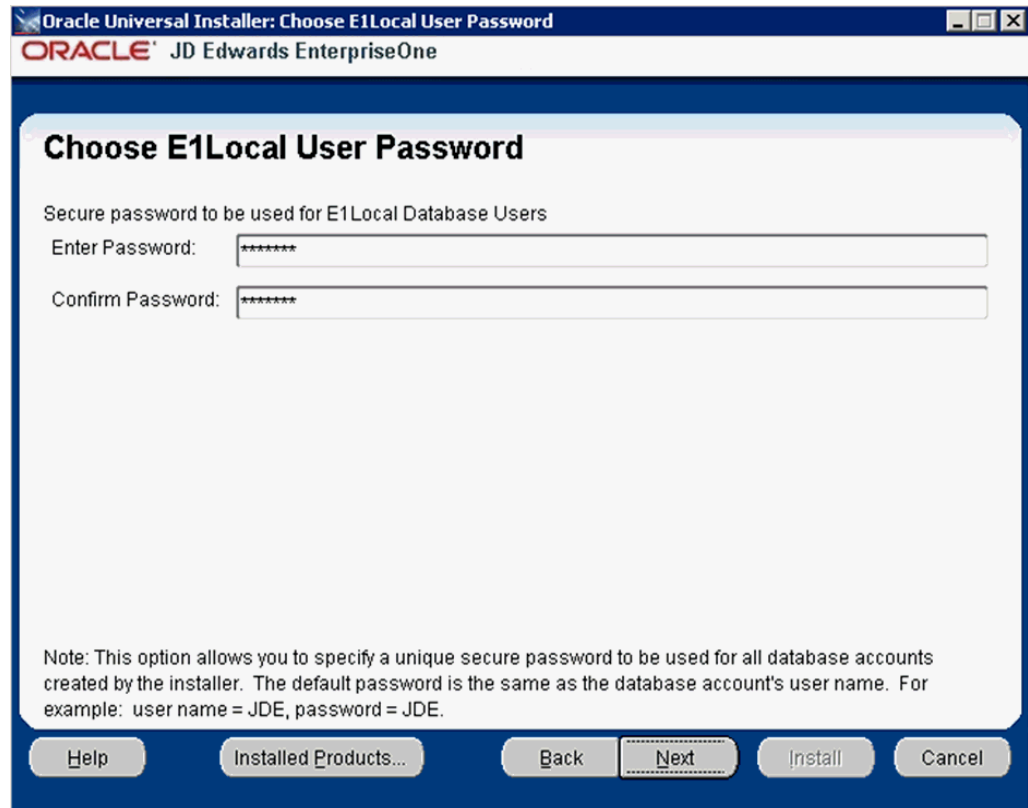 Oracle Universal Installer: Choose E1Local User Password
ORACLE JD Edwards EnterpriseOne
Choose E1Local User Password
Secure password to be used for E1Local Database Users
Enter Password: *******
Confirm Password: *******
Note: This option allows you to specify a unique secure password to be used for all database accounts
created by the installer. The default password is the same as the database account's user name. For
example: user name = JDE, password = JDE.
Help Installed Products... Back Next Install Cancel